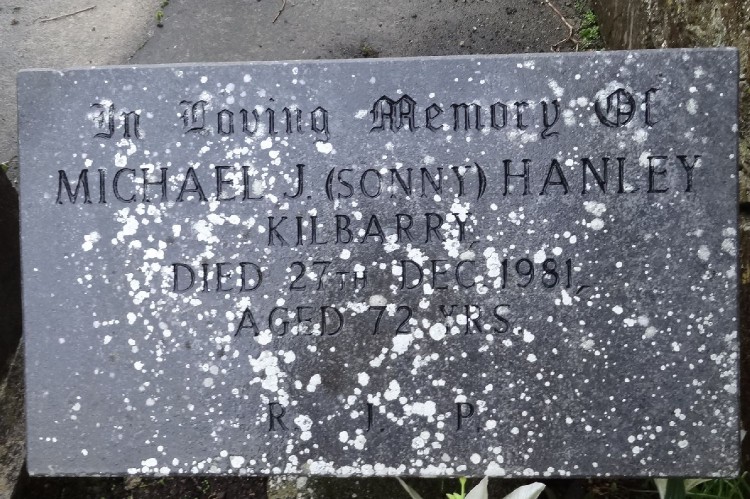 In Loving Memory Of
MICHAEL J. (SONNY) HANLEY
KILBARRY,
DIED 27TH DEC. 1981,
AGED 72 YRS.
R. I. P.